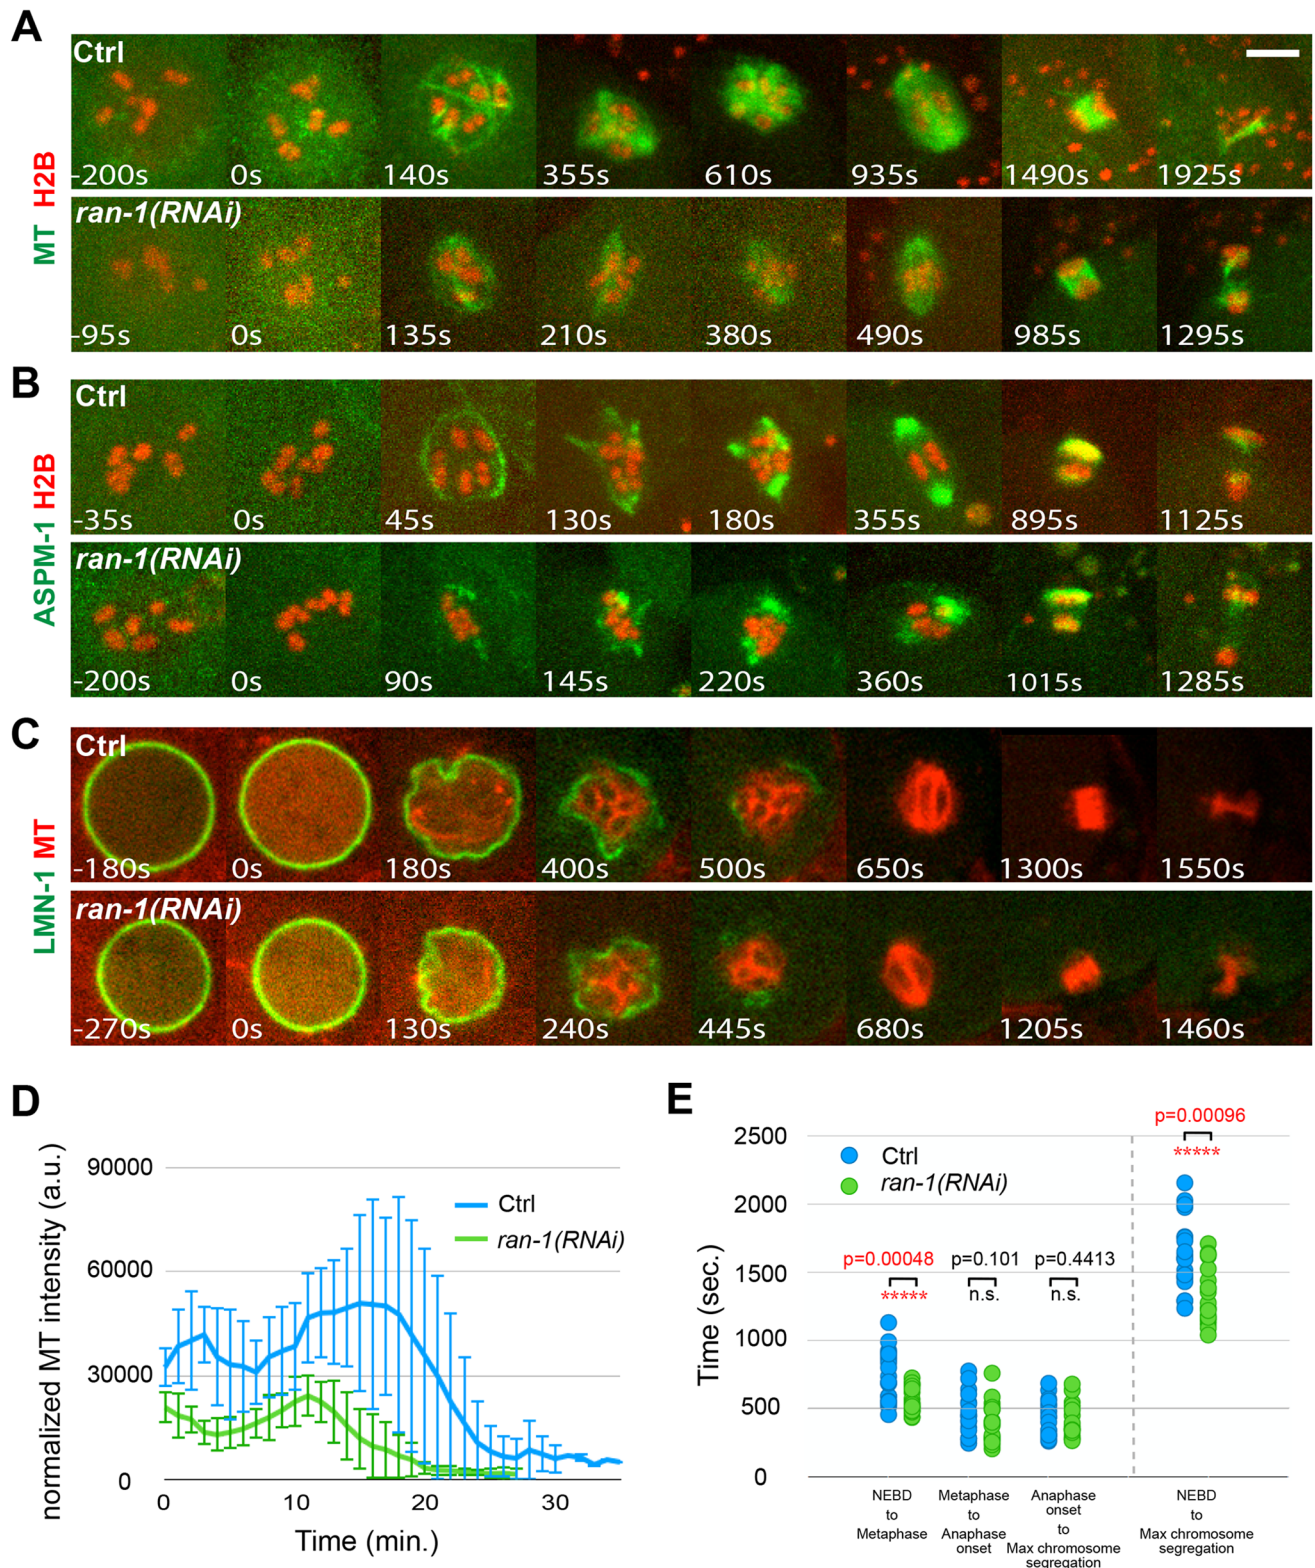 A
Ctrl
-200s 0s 140s 355s 610s 935s 1490s 1925s
ran-1(RNAi)
-95s 0s 135s 210s 380s 490s 985s 1295s
MT H2B
B
Ctrl
-35s 0s 45s 130s 180s 355s 895s 1125s
ran-1(RNAi)
-200s 0s 90s 145s 220s 360s 1015s 1285s
ASPM-1 H2B
C
Ctrl
-180s 0s 180s 400s 500s 650s 1300s 1550s
ran-1(RNAi)
-270s 0s 130s 240s 445s 680s 1205s 1460s
LMN-1 MT
D
normalized MT intensity (a.u.)
90000
60000
30000
0
Ctrl
ran-1(RNAi)
0 10 20 30
Time (min.)
E
Time (sec.)
2500
2000
1500
1000
500
0
Ctrl
ran-1(RNAi)
p=0.00048
*****
p=0.101
n.s.
p=0.4413
n.s.
p=0.00096
*****
NEBD
to
Metaphase
Metaphase
to
Anaphase
onset
Anaphase
onset
to
Max chromosome
segregation
NEBD
to
Max chromosome
segregation